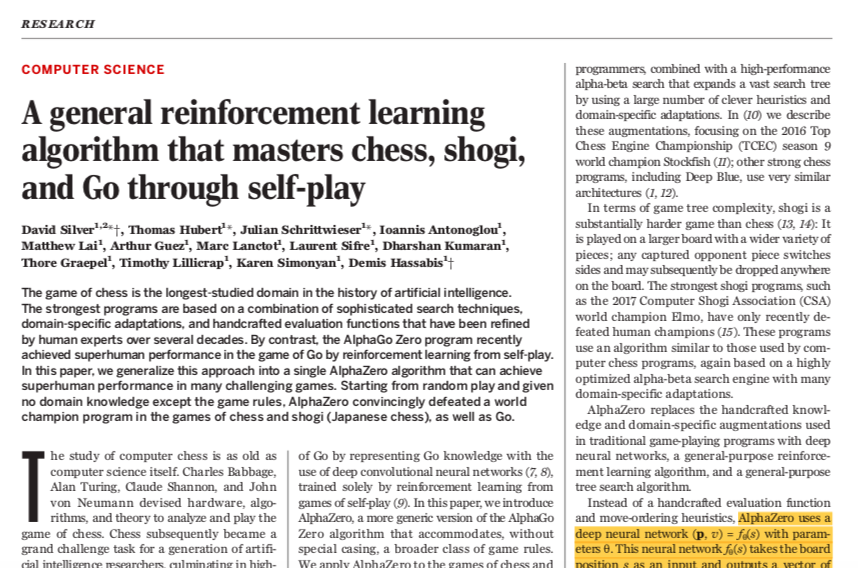 RESEARCH
COMPUTER SCIENCE
A general reinforcement learning
algorithm that masters chess, shogi,
and Go through self-play
David Silver1,2*†, Thomas Hubert1*, Julian Schrittwieser1*, Ioannis Antonoglou1,
Matthew Lai1, Arthur Guez1, Marc Lanctot1, Laurent Sifre1, Dharshan Kumaran1,
Thore Graepel1, Timothy Lillicrap1, Karen Simonyan1, Demis Hassabis1†
The game of chess is the longest-studied domain in the history of artificial intelligence.
The strongest programs are based on a combination of sophisticated search techniques,
domain-specific adaptations, and handcrafted evaluation functions that have been refined
by human experts over several decades. By contrast, the AlphaGo Zero program recently
achieved superhuman performance in the game of Go by reinforcement learning from self-play.
In this paper, we generalize this approach into a single AlphaZero algorithm that can achieve
superhuman performance in many challenging games. Starting from random play and given
no domain knowledge except the game rules, AlphaZero convincingly defeated a world
champion program in the games of chess and shogi (Japanese chess), as well as Go.
The study of computer chess is as old as
computer science itself. Charles Babbage,
Alan Turing, Claude Shannon, and John
von Neumann devised hardware, algo-
rithms, and theory to analyze and play the
game of chess. Chess subsequently became a
grand challenge task for a generation of artifi-
cial intelligence researchers, culminating in high-
of Go by representing Go knowledge with the
use of deep convolutional neural networks (7, 8),
trained solely by reinforcement learning from
games of self-play (9). In this paper, we introduce
AlphaZero, a more generic version of the AlphaGo
Zero algorithm that accommodates, without
special casing, a broader class of game rules.
We apply AlphaZero to the games of chess and
programmers, combined with a high-performance
alpha-beta search that expands a vast search tree
by using a large number of clever heuristics and
domain-specific adaptations. In (10) we describe
these augmentations, focusing on the 2016 Top
Chess Engine Championship (TCEC) season 9
world champion Stockfish (11); other strong chess
programs, including Deep Blue, use very similar
architectures (1, 12).
In terms of game tree complexity, shogi is a
substantially harder game than chess (13, 14): It
is played on a larger board with a wider variety of
pieces; any captured opponent piece switches
sides and may subsequently be dropped anywhere
on the board. The strongest shogi programs, such
as the 2017 Computer Shogi Association (CSA)
world champion Elmo, have only recently de-
feated human champions (15). These programs
use an algorithm similar to those used by com-
puter chess programs, again based on a highly
optimized alpha-beta search engine with many
domain-specific adaptations.
AlphaZero replaces the handcrafted knowl-
edge and domain-specific augmentations used
in traditional game-playing programs with deep
neural networks, a general-purpose reinforce-
ment learning algorithm, and a general-purpose
tree search algorithm.
Instead of a handcrafted evaluation function
and move-ordering heuristics, AlphaZero uses a
deep neural network (p, v) = fθ(s) with param-
eters θ. This neural network fθ(s) takes the board
position s as an input and outputs a vector of